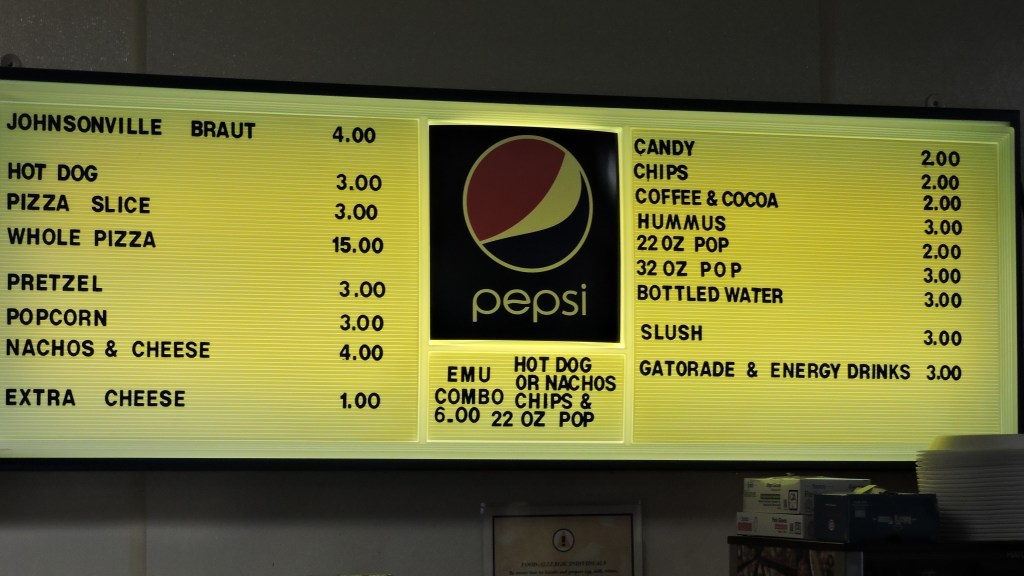 JOHNSONVILLE BRAUT 4.00
HOT DOG 3.00
PIZZA SLICE 3.00
WHOLE PIZZA 15.00
PRETZEL 3.00
POPCORN 3.00
NACHOS & CHEESE 4.00
EXTRA CHEESE 1.00
pepsi
EMU
COMBO
6.00
HOT DOG
OR NACHOS
CHIPS &
22 OZ POP
CANDY 2.00
CHIPS 2.00
COFFEE & COCOA 2.00
HUMMUS 3.00
22 OZ POP 2.00
32 OZ POP 3.00
BOTTLED WATER 3.00
SLUSH 3.00
GATORADE & ENERGY DRINKS 3.00